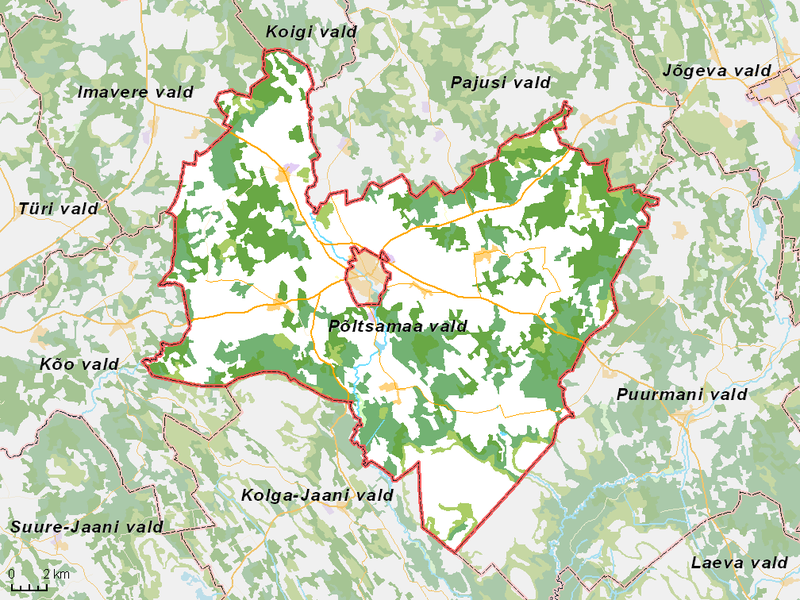 Koigi vald
Jõgeva vald
Pajusi vald
Imavere vald
Türi vald
Põltsamaa vald
Kõo vald
Puurmani vald
Kolga-Jaani vald
Suure-Jaani vald
Laeva vald
0 2 km